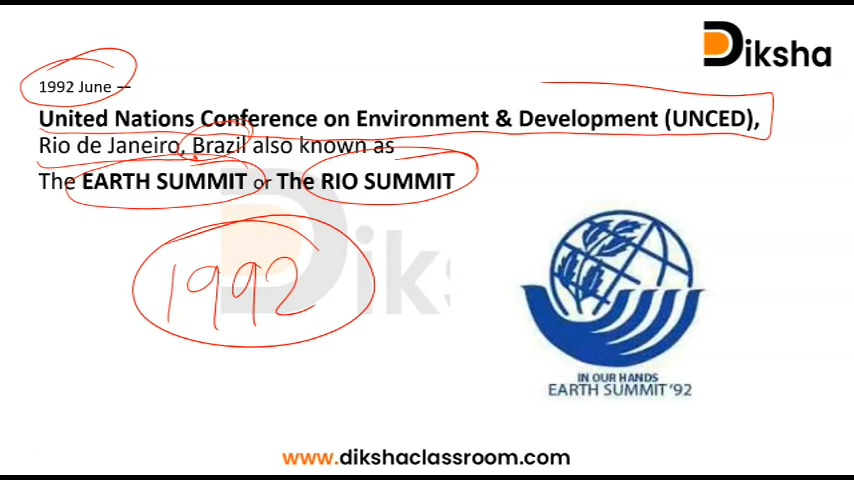 Diksha
1992 June —
United Nations Conference on Environment & Development (UNCED),
Rio de Janeiro, Brazil also known as
The EARTH SUMMIT or The RIO SUMMIT
1992
Diks
IN OUR HANDS
EARTH SUMMIT '92
www.dikshaclassroom.com